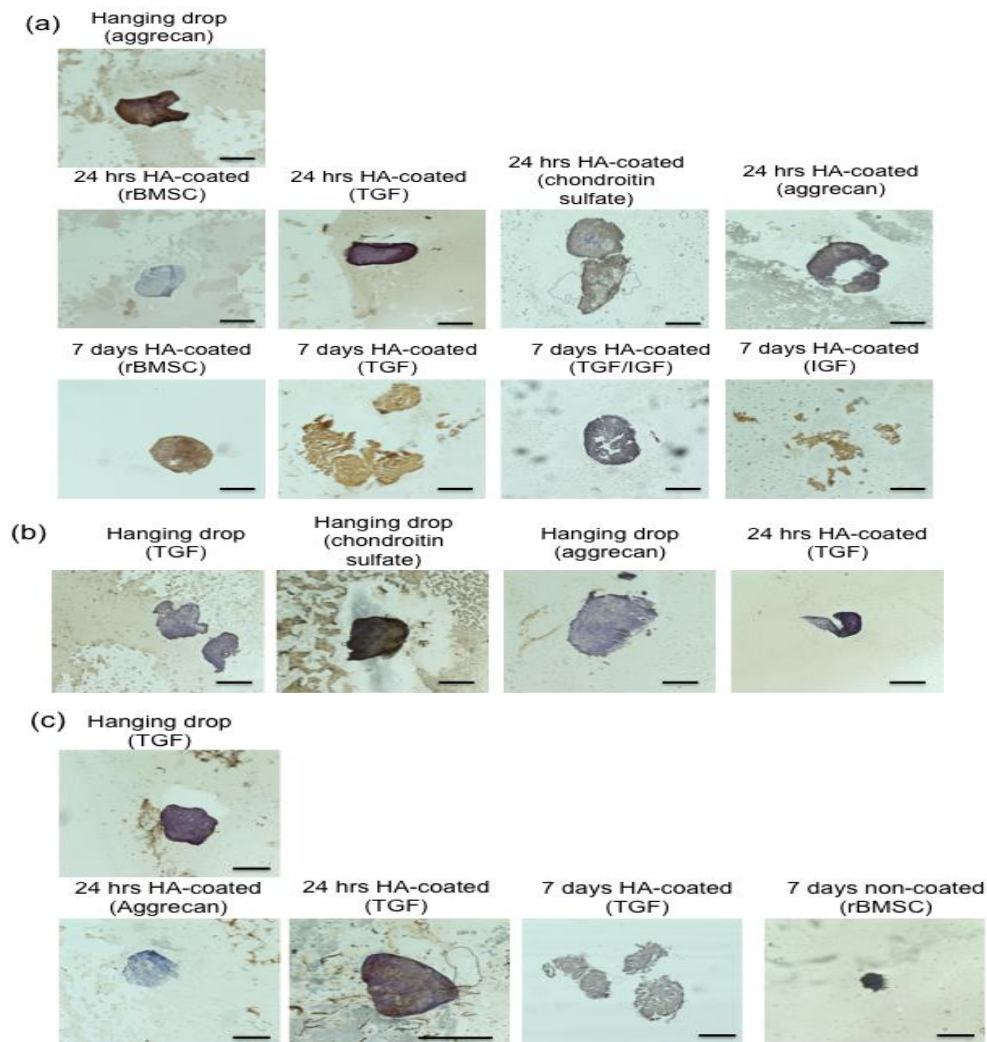 (a)
Hanging drop
(aggrecan)
24 hrs HA-coated
(rBMSC)
24 hrs HA-coated
(TGF)
24 hrs HA-coated
(chondroitin
sulfate)
24 hrs HA-coated
(aggrecan)
7 days HA-coated
(rBMSC)
7 days HA-coated
(TGF)
7 days HA-coated
(TGF/IGF)
7 days HA-coated
(IGF)
(b)
Hanging drop
(TGF)
Hanging drop
(chondroitin
sulfate)
Hanging drop
(aggrecan)
24 hrs HA-coated
(TGF)
(c)
Hanging drop
(TGF)
24 hrs HA-coated
(Aggrecan)
24 hrs HA-coated
(TGF)
7 days HA-coated
(TGF)
7 days non-coated
(rBMSC)